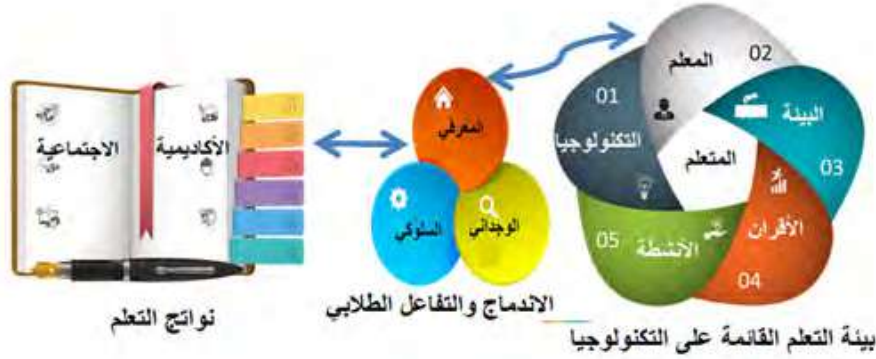 02
المعلم
01
التكنولوجيا
البيئة
03
المتعلم
الأقران
04
الأنشطة
05
بيئة التعلم القائمة على التكنولوجيا
المعرفي
الوجداني
السلوكي
الاندماج والتفاعل الطلابي
الأكاديمية
الاجتماعية
نواتج التعلم